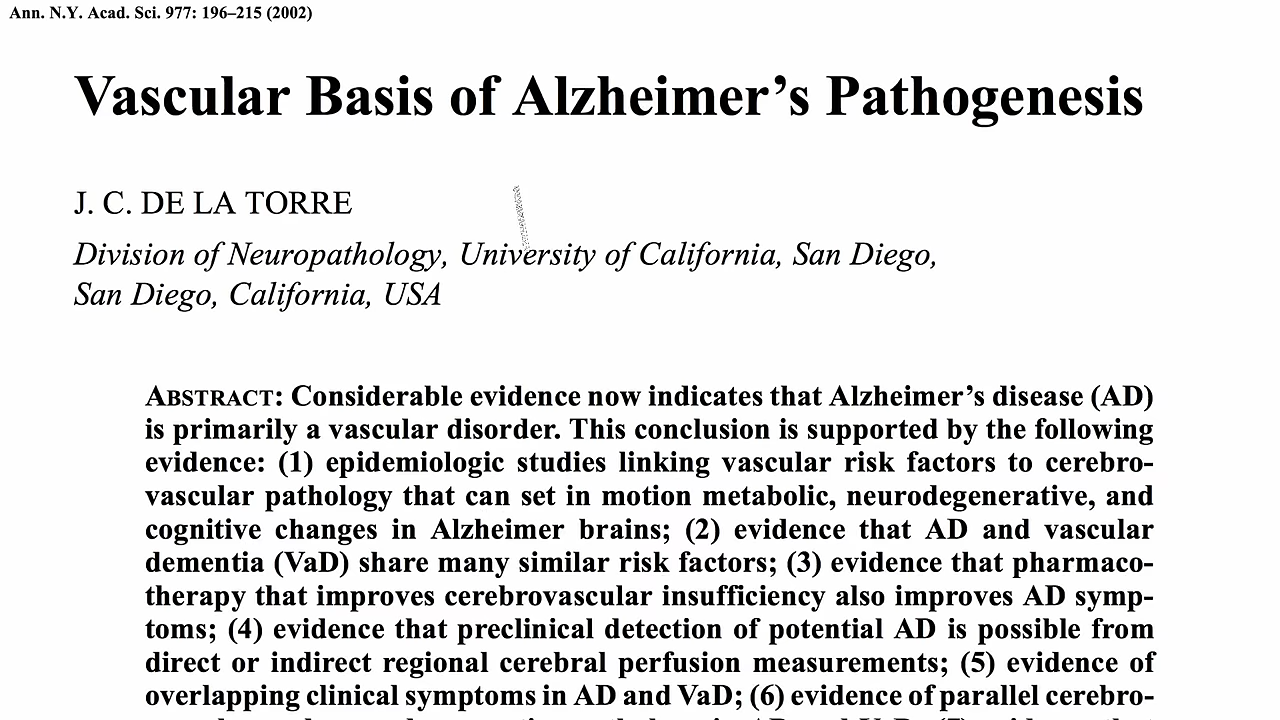 Ann. N.Y. Acad. Sci. 977: 196–215 (2002)
Vascular Basis of Alzheimer’s Pathogenesis
J. C. DE LA TORRE
Division of Neuropathology, University of California, San Diego,
San Diego, California, USA
ABSTRACT: Considerable evidence now indicates that Alzheimer’s disease (AD)
is primarily a vascular disorder. This conclusion is supported by the following
evidence: (1) epidemiologic studies linking vascular risk factors to cerebro-
vascular pathology that can set in motion metabolic, neurodegenerative, and
cognitive changes in Alzheimer brains; (2) evidence that AD and vascular
dementia (VaD) share many similar risk factors; (3) evidence that pharmaco-
therapy that improves cerebrovascular insufficiency also improves AD symp-
toms; (4) evidence that preclinical detection of potential AD is possible from
direct or indirect regional cerebral perfusion measurements; (5) evidence of
overlapping clinical symptoms in AD and VaD; (6) evidence of parallel cerebro-